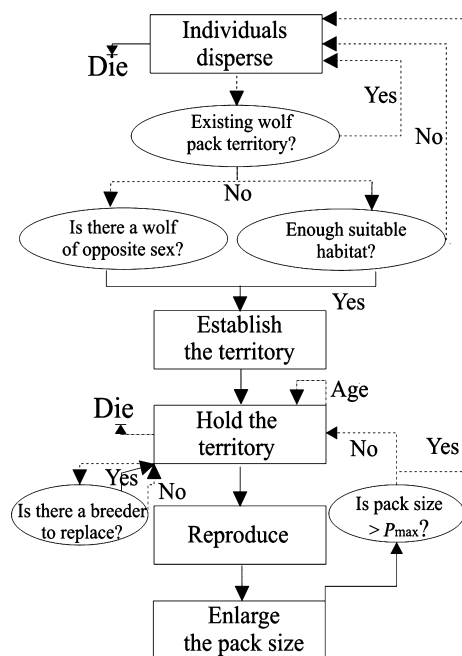 Individuals
disperse
Die
Yes
Existing wolf
pack territory?
No
No
Is there a wolf
of opposite sex?
Enough suitable
habitat?
Yes
Establish
the territory
Age
Die
Hold the
territory
No
Yes
Yes
No
Is there a breeder
to replace?
Is pack size
> Pmax?
Reproduce
Enlarge
the pack size